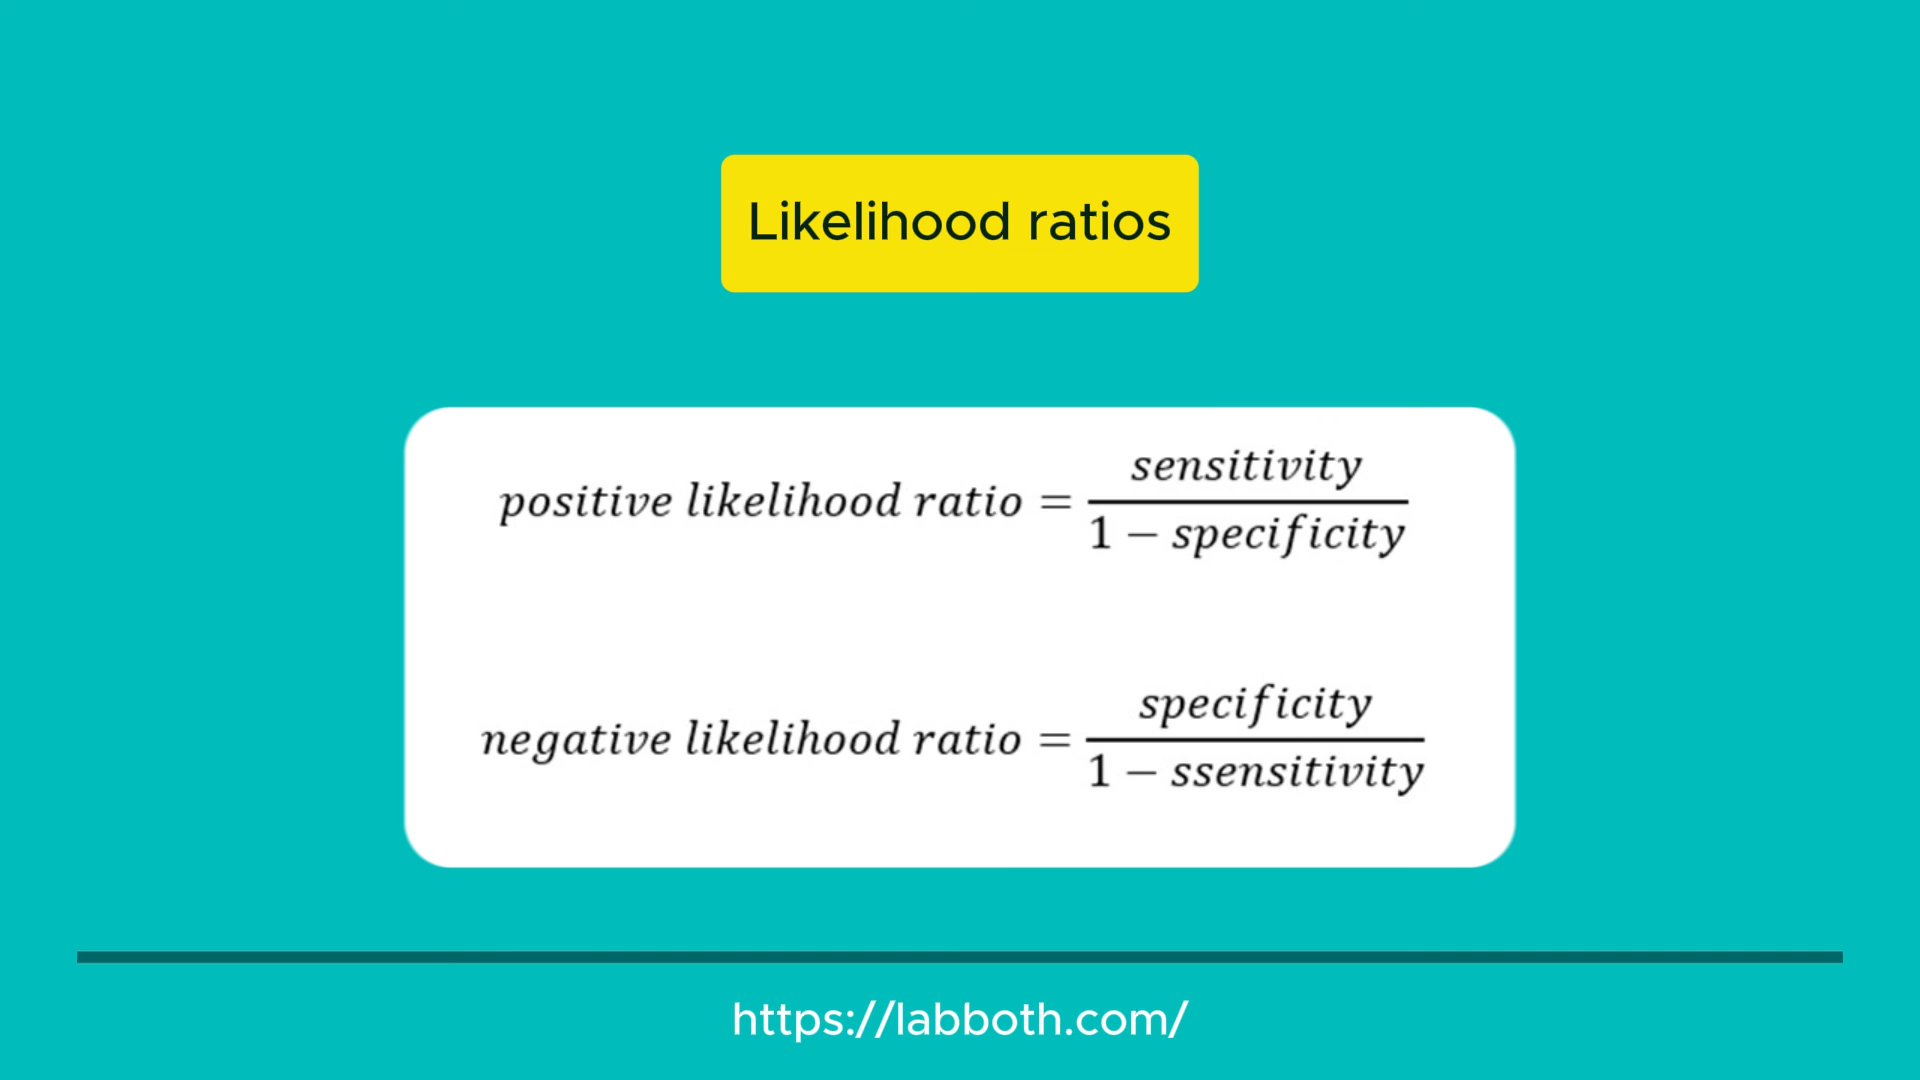 Likelihood ratios
positive likelihood ratio = sensitivity / 1 − specificity
negative likelihood ratio = specificity / 1 − ssensitivity
https://labboth.com/